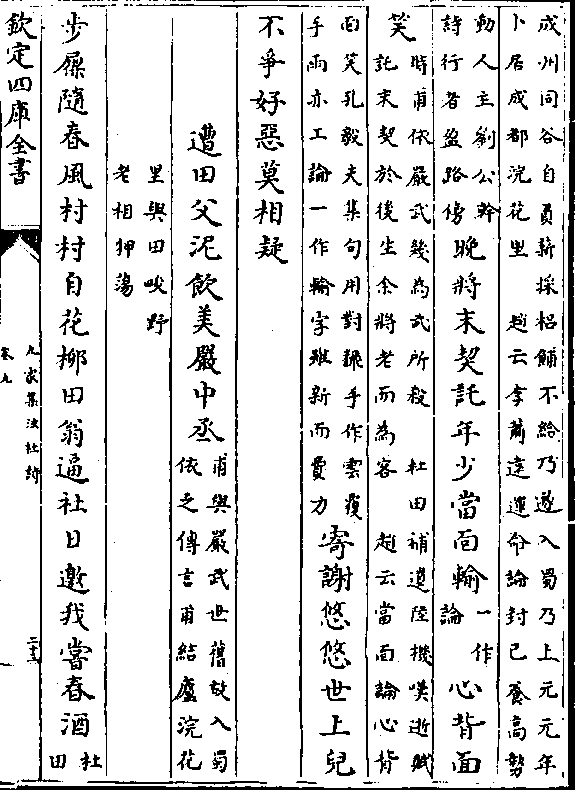 成州同谷自負薪採梠餔不給乃遂入蜀乃上元元年
卜居成都浣花里 趙云李蕭遠運命論封已養高勢
動人主劉公幹
詩行者盈路傍
晚將末契託年少當面輸
一作
論
心背面
笑
時甫依嚴武幾為武所殺 杜田補遺陸機嘆逝賦
託末契於後生余將老而為客 趙云當面論心背
面笑孔毅夫集句用對飜手作雲覆
手雨亦工論一作輸字雖新而費力
寄謝悠悠世上兒
不爭好惡莫相疑
遭田父泥飲美嚴中丞
甫與嚴武世舊故入蜀
依之傳言甫結廬浣花
里與田畯野
老相狎蕩
步屧隨春風村村自花柳田翁逼社日邀我嘗春酒
杜
田
欽定四庫全書
九家集注杜詩
卷九